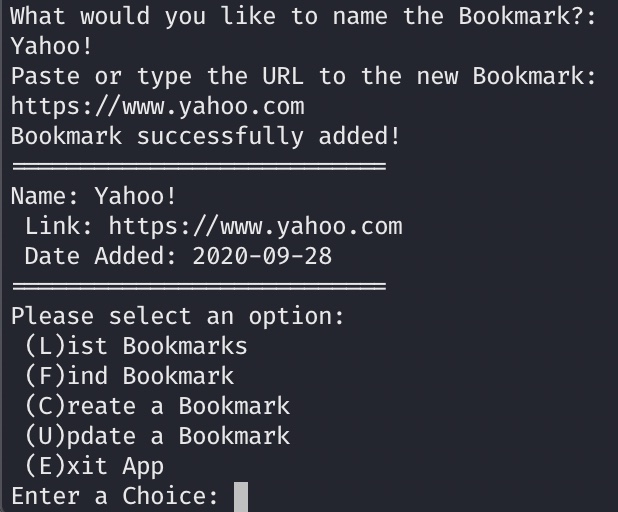 What would you like to name the Bookmark?:
Yahoo!
Paste or type the URL to the new Bookmark:
https://www.yahoo.com
Bookmark successfully added!
===========================
Name: Yahoo!
 Link: https://www.yahoo.com
 Date Added: 2020-09-28
===========================
Please select an option:
 (L)ist Bookmarks
 (F)ind Bookmark
 (C)reate a Bookmark
 (U)pdate a Bookmark
 (E)xit App
Enter a Choice: